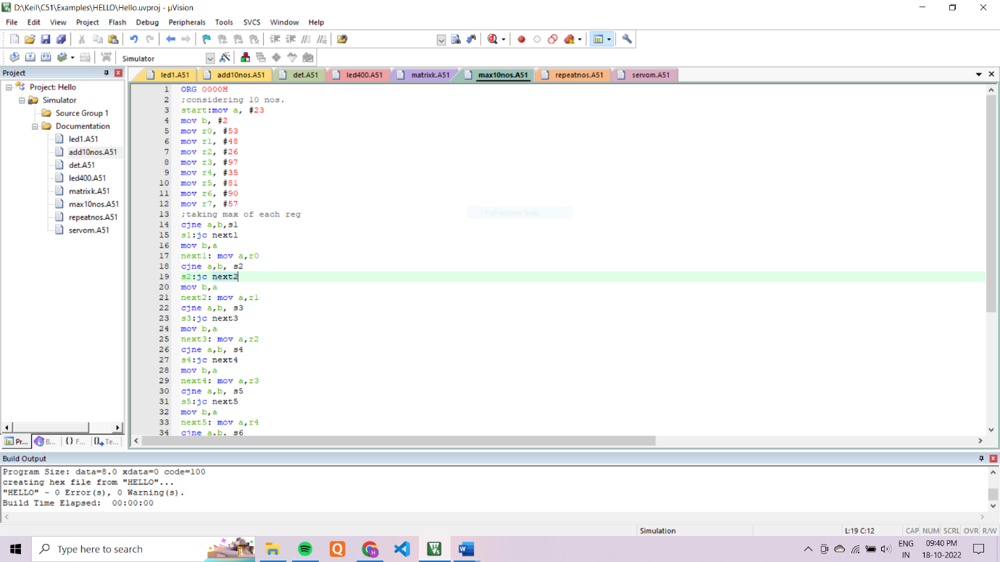 D:\Keil\C51\Examples\HELLO\Hello.uvproj - µVision
File Edit View Project Flash Debug Peripherals Tools SVCS Window Help
LOAD
Simulator
Project
led1.A51 add10nos.A51 det.A51 led400.A51 matrixk.A51 max10nos.A51 repeatnos.A51 servom.A51
Project: Hello
Simulator
Source Group 1
Documentation
led1.A51
add10nos.A51
det.A51
led400.A51
matrixk.A51
max10nos.A51
repeatnos.A51
servom.A51
Pr... B... {} F... Te...
1 ORG 0000H
2 ;considering 10 nos.
3 start:mov a, #23
4 mov b, #2
5 mov r0, #53
6 mov r1, #48
7 mov r2, #26
8 mov r3, #97
9 mov r4, #35
10 mov r5, #81
11 mov r6, #90
12 mov r7, #57
13 ;taking max of each reg
14 cjne a,b,s1
15 s1:jc next1
16 mov b,a
17 next1: mov a,r0
18 cjne a,b, s2
19 s2:jc next2
20 mov b,a
21 next2: mov a,r1
22 cjne a,b, s3
23 s3:jc next3
24 mov b,a
25 next3: mov a,r2
26 cjne a,b, s4
27 s4:jc next4
28 mov b,a
29 next4: mov a,r3
30 cjne a,b, s5
31 s5:jc next5
32 mov b,a
33 next5: mov a,r4
34 cjne a,b, s6
Full-screen Snip
Build Output
Program Size: data=8.0 xdata=0 code=100
creating hex file from "HELLO"...
"HELLO" - 0 Error(s), 0 Warning(s).
Build Time Elapsed: 00:00:00
Simulation L:19 C:12 CAP NUM SCRL OVR R/W
Type here to search
ENG 09:40 PM
IN 18-10-2022